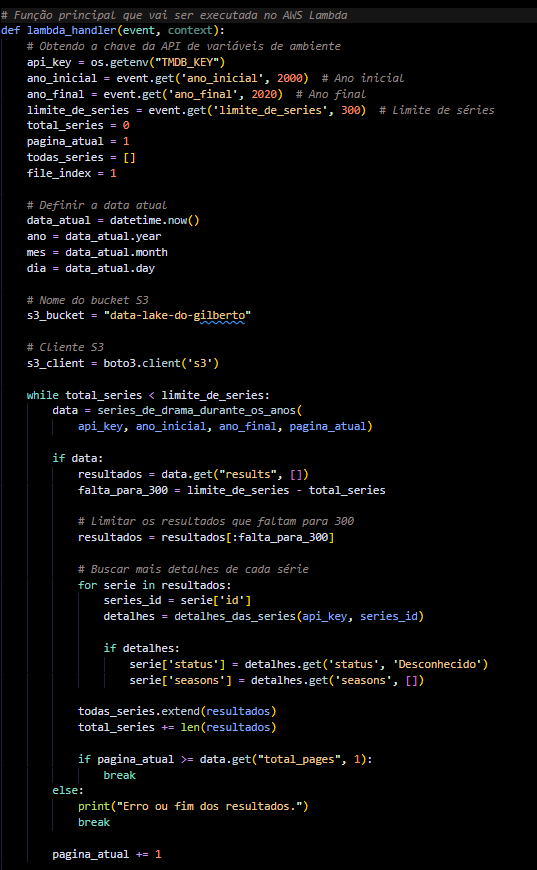 # Função principal que vai ser executada no AWS Lambda
def lambda_handler(event, context):
    # Obtendo a chave da API de variáveis de ambiente
    api_key = os.getenv("TMDB_KEY")
    ano_inicial = event.get('ano_inicial', 2000)  # Ano inicial
    ano_final = event.get('ano_final', 2020)  # Ano final
    limite_de_series = event.get('limite_de_series', 300)  # Limite de séries
    total_series = 0
    pagina_atual = 1
    todas_series = []
    file_index = 1

    # Definir a data atual
    data_atual = datetime.now()
    ano = data_atual.year
    mes = data_atual.month
    dia = data_atual.day

    # Nome do bucket S3
    s3_bucket = "data-lake-do-gilberto"

    # Cliente S3
    s3_client = boto3.client('s3')

    while total_series < limite_de_series:
        data = series_de_drama_durante_os_anos(
            api_key, ano_inicial, ano_final, pagina_atual)

        if data:
            resultados = data.get("results", [])
            falta_para_300 = limite_de_series - total_series

            # Limitar os resultados que faltam para 300
            resultados = resultados[:falta_para_300]

            # Buscar mais detalhes de cada série
            for serie in resultados:
                series_id = serie['id']
                detalhes = detalhes_das_series(api_key, series_id)

                if detalhes:
                    serie['status'] = detalhes.get('status', 'Desconhecido')
                    serie['seasons'] = detalhes.get('seasons', [])

            todas_series.extend(resultados)
            total_series += len(resultados)

            if pagina_atual >= data.get("total_pages", 1):
                break
        else:
            print("Erro ou fim dos resultados.")
            break

        pagina_atual += 1